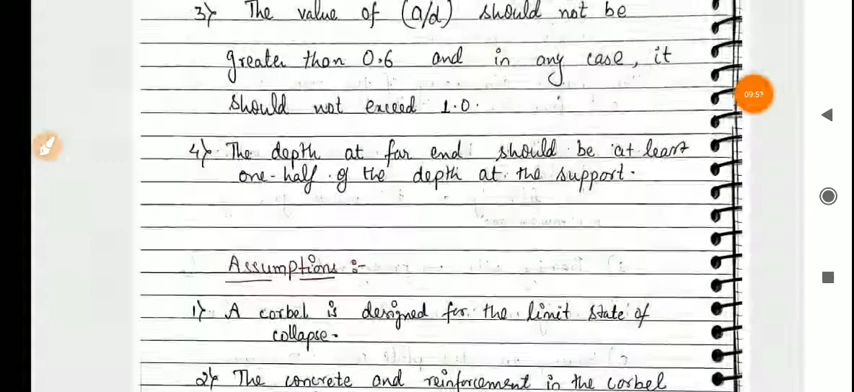 3) The value of (a/d) should not be
greater than 0.6 and in any case, it
should not exceed 1.0.
4) The depth at far end should be at least
one-half of the depth at the support.
Assumptions :-
1) A corbel is designed for the limit state of
collapse.
2) The concrete and reinforcement in the corbel
09:57